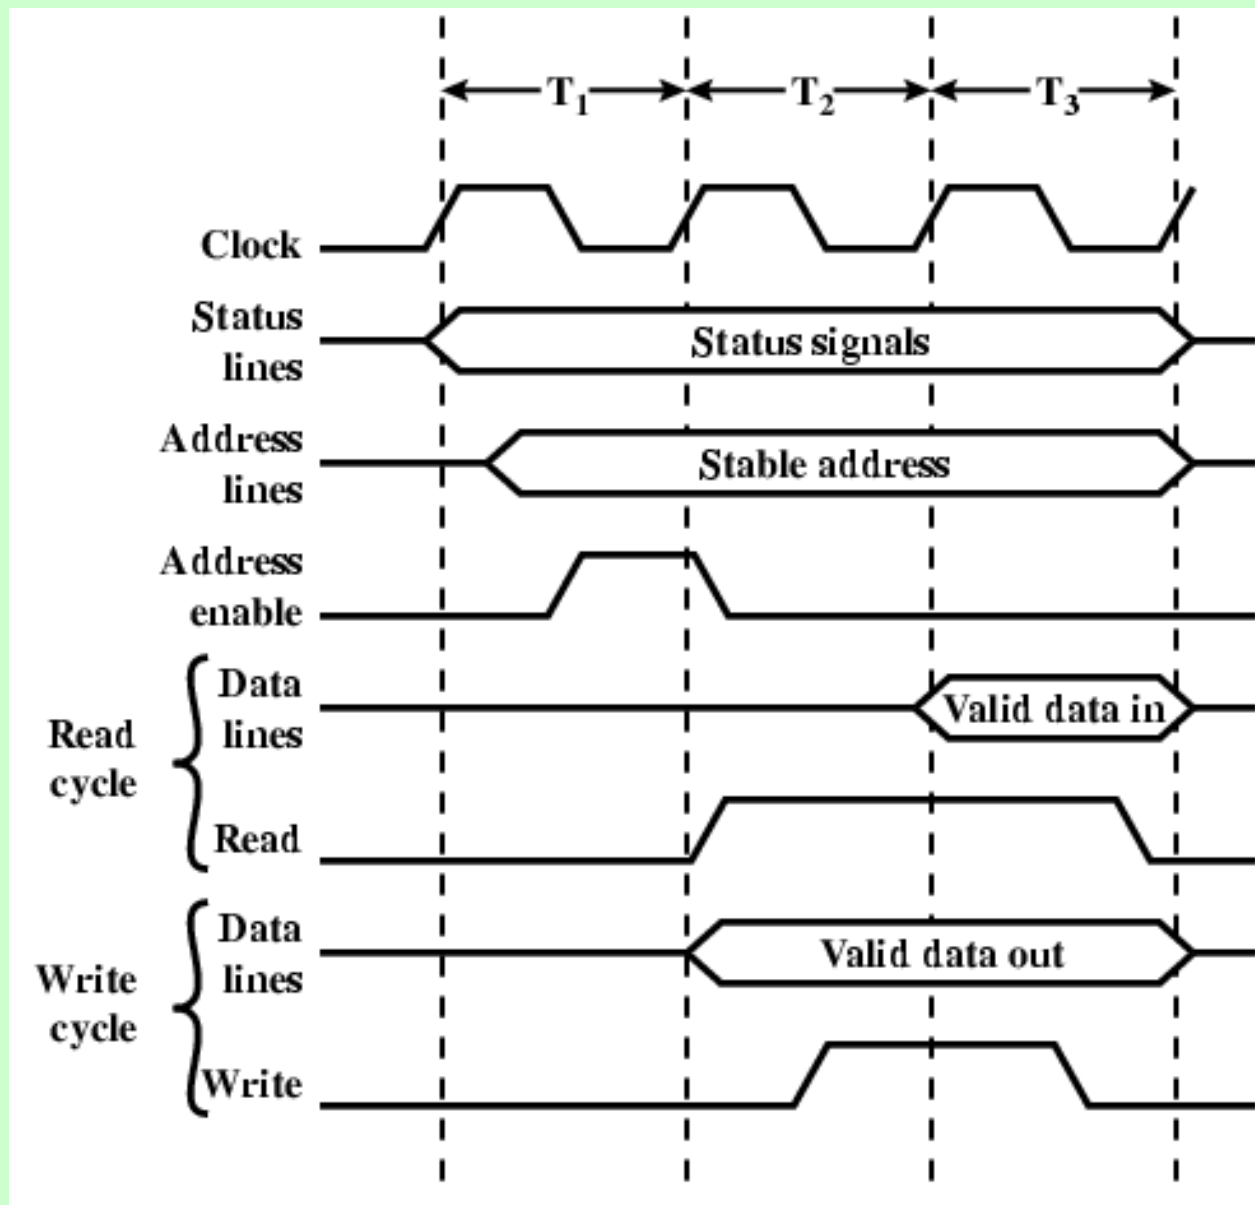 T1 T2 T3
Clock
Status
lines
Status signals
Address
lines
Stable address
Address
enable
Read
cycle
Data
lines
Valid data in
Read
Write
cycle
Data
lines
Valid data out
Write